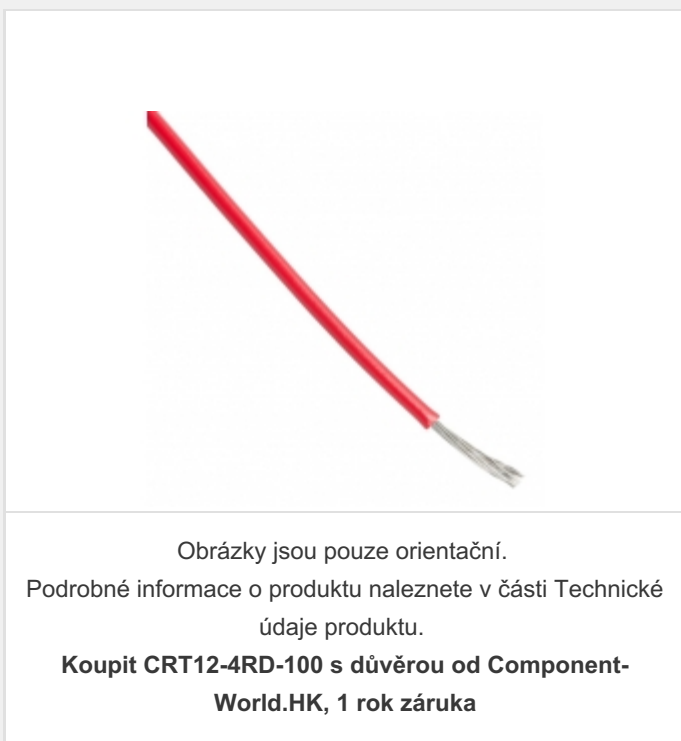 Obrázky jsou pouze orientační.
Podrobné informace o produktu naleznete v části Technické
údaje produktu.
Koupit CRT12-4RD-100 s důvěrou od Component-
World.HK, 1 rok záruka